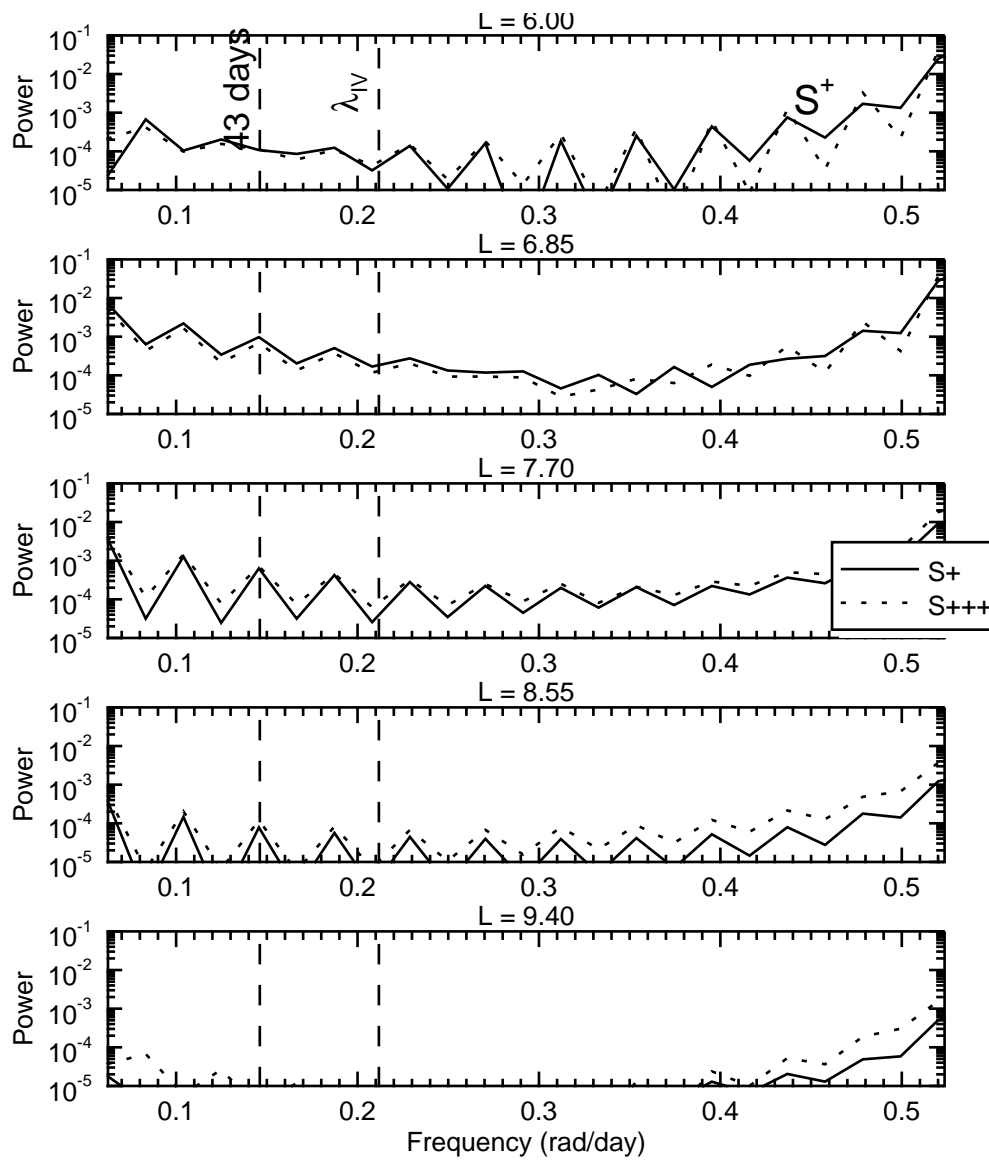 L = 6.00
10⁻¹
10⁻²
10⁻³
10⁻⁴
10⁻⁵
Power
43 days
λIV
S⁺
0.1 0.2 0.3 0.4 0.5
L = 6.85
10⁻¹
10⁻²
10⁻³
10⁻⁴
10⁻⁵
Power
0.1 0.2 0.3 0.4 0.5
L = 7.70
10⁻¹
10⁻²
10⁻³
10⁻⁴
10⁻⁵
Power
S+
S+++
0.1 0.2 0.3 0.4 0.5
L = 8.55
10⁻¹
10⁻²
10⁻³
10⁻⁴
10⁻⁵
Power
0.1 0.2 0.3 0.4 0.5
L = 9.40
10⁻¹
10⁻²
10⁻³
10⁻⁴
10⁻⁵
Power
0.1 0.2 0.3 0.4 0.5
Frequency (rad/day)